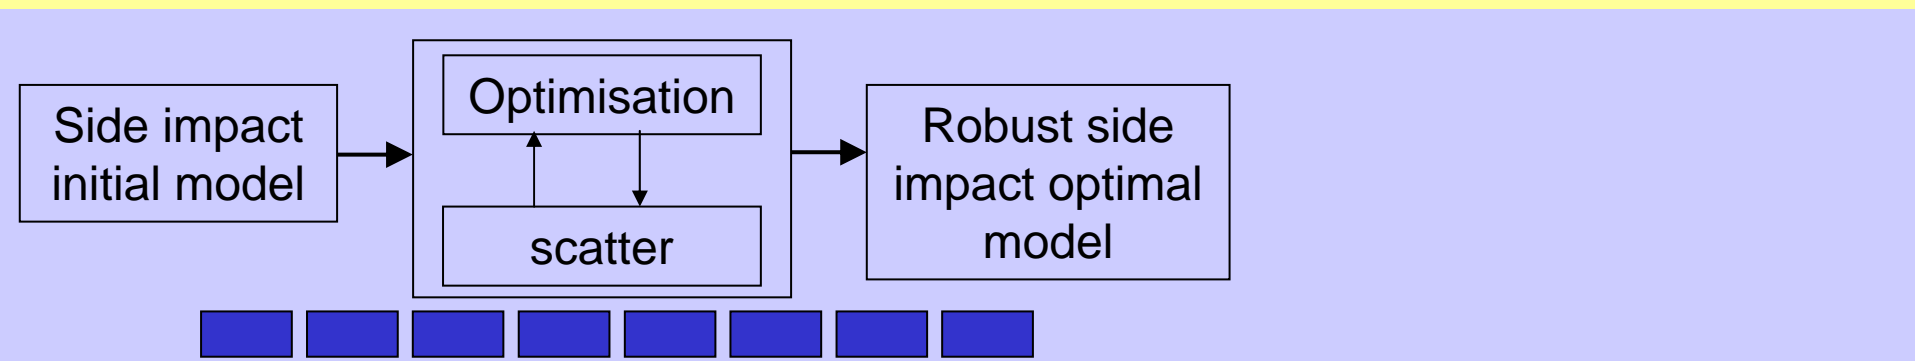 Side impact
initial model
Optimisation
scatter
Robust side
impact optimal
model